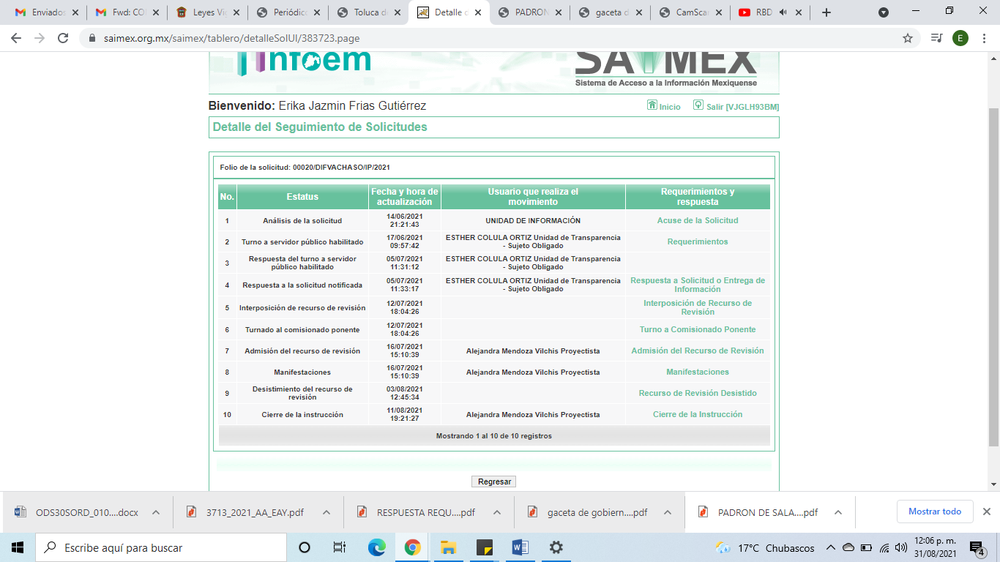 Enviados
Fwd: CO
Leyes Vi
Periódic
Toluca d
Detalle d
PADRON
gaceta d
CamScar
RBD
saimex.org.mx/saimex/tablero/detalleSolUI/383723.page
E
infoem
SAIMEX
Sistema de Acceso a la Información Mexiquense
Bienvenido: Erika Jazmin Frias Gutiérrez
Inicio
Salir [VJGLH93BM]
Detalle del Seguimiento de Solicitudes
Folio de la solicitud: 00020/DIFVACHASO/IP/2021
No. Estatus Fecha y hora de actualización Usuario que realiza el movimiento Requerimientos y respuesta
1 Análisis de la solicitud 14/06/2021 21:21:43 UNIDAD DE INFORMACIÓN Acuse de la Solicitud
2 Turno a servidor público habilitado 17/06/2021 09:57:42 ESTHER COLULA ORTIZ Unidad de Transparencia - Sujeto Obligado Requerimientos
3 Respuesta del turno a servidor público habilitado 05/07/2021 11:31:12 ESTHER COLULA ORTIZ Unidad de Transparencia - Sujeto Obligado
4 Respuesta a la solicitud notificada 05/07/2021 11:33:17 ESTHER COLULA ORTIZ Unidad de Transparencia - Sujeto Obligado Respuesta a Solicitud o Entrega de Información
5 Interposición de recurso de revisión 12/07/2021 18:04:26 Interposición de Recurso de Revisión
6 Turnado al comisionado ponente 12/07/2021 18:04:26 Turno a Comisionado Ponente
7 Admisión del recurso de revisión 16/07/2021 15:10:39 Alejandra Mendoza Vilchis Proyectista Admisión del Recurso de Revisión
8 Manifestaciones 16/07/2021 15:10:39 Alejandra Mendoza Vilchis Proyectista Manifestaciones
9 Desistimiento del recurso de revisión 03/08/2021 12:45:34 Recurso de Revisión Desistido
10 Cierre de la instrucción 11/08/2021 19:21:27 Alejandra Mendoza Vilchis Proyectista Cierre de la Instrucción
Mostrando 1 al 10 de 10 registros
Regresar
ODS30SORD_010....docx
3713_2021_AA_EAY.pdf
RESPUESTA REQU....pdf
gaceta de gobiern....pdf
PADRON DE SALA....pdf
Mostrar todo
Escribe aquí para buscar
17°C Chubascos
12:06 p. m.
31/08/2021
4